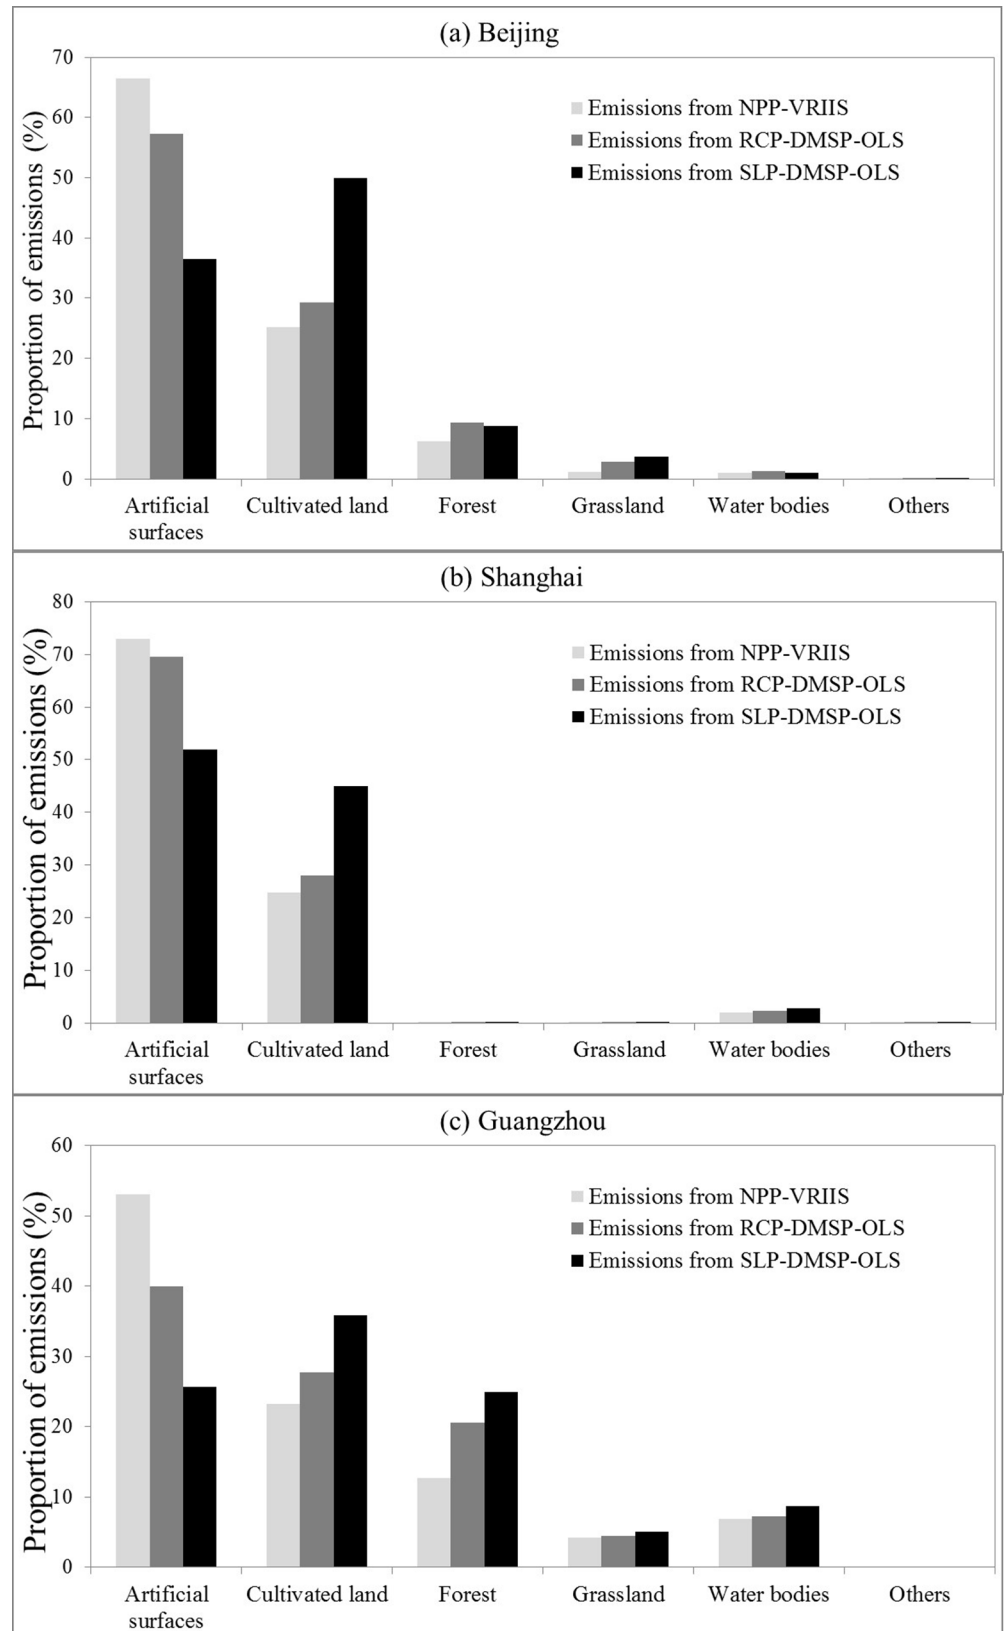 (a) Beijing
Proportion of emissions (%)
70
60
50
40
30
20
10
0
Emissions from NPP-VRIIS
Emissions from RCP-DMSP-OLS
Emissions from SLP-DMSP-OLS
Artificial surfaces
Cultivated land
Forest
Grassland
Water bodies
Others
(b) Shanghai
Proportion of emissions (%)
80
70
60
50
40
30
20
10
0
Emissions from NPP-VRIIS
Emissions from RCP-DMSP-OLS
Emissions from SLP-DMSP-OLS
Artificial surfaces
Cultivated land
Forest
Grassland
Water bodies
Others
(c) Guangzhou
Proportion of emissions (%)
60
50
40
30
20
10
0
Emissions from NPP-VRIIS
Emissions from RCP-DMSP-OLS
Emissions from SLP-DMSP-OLS
Artificial surfaces
Cultivated land
Forest
Grassland
Water bodies
Others